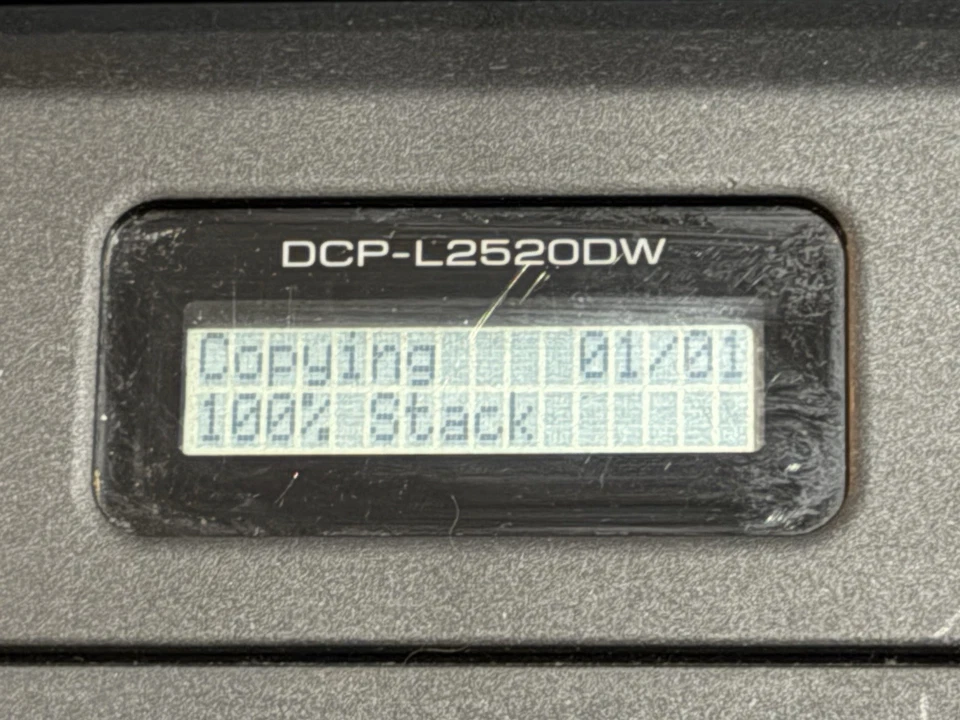 DCP-L2520DW
Copying 01/01
100% Stack